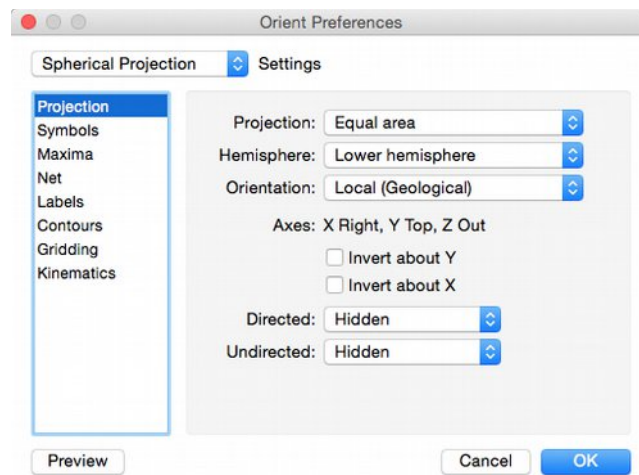 Orient Preferences
Spherical Projection Settings
Projection
Symbols
Maxima
Net
Labels
Contours
Gridding
Kinematics
Projection: Equal area
Hemisphere: Lower hemisphere
Orientation: Local (Geological)
Axes: X Right, Y Top, Z Out
Invert about Y
Invert about X
Directed: Hidden
Undirected: Hidden
Preview Cancel OK